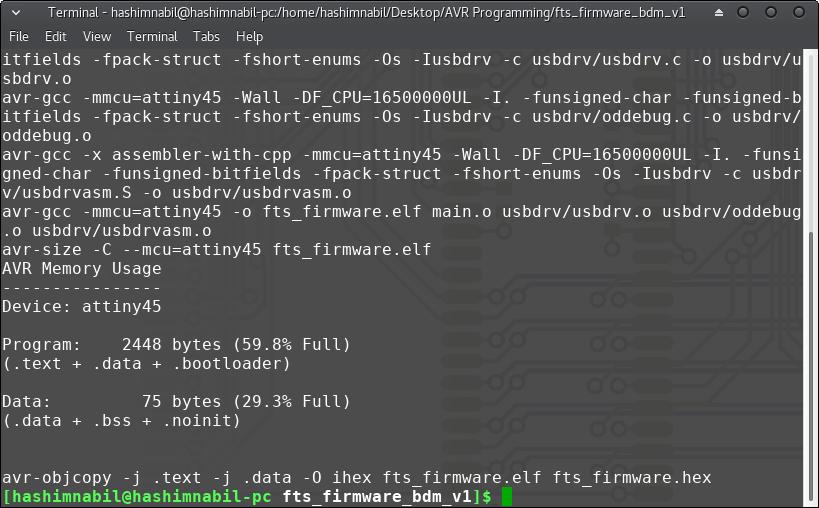 Terminal - hashimnabil@hashimnabil-pc:/home/hashimnabil/Desktop/AVR Programming/fts_firmware_bdm_v1
File Edit View Terminal Tabs Help
itfields -fpack-struct -fshort-enums -Os -Iusbdrv -c usbdrv/usbdrv.c -o usbdrv/u
sbdrv.o
avr-gcc -mmcu=attiny45 -Wall -DF_CPU=16500000UL -I. -funsigned-char -funsigned-b
itfields -fpack-struct -fshort-enums -Os -Iusbdrv -c usbdrv/oddebug.c -o usbdrv/
oddebug.o
avr-gcc -x assembler-with-cpp -mmcu=attiny45 -Wall -DF_CPU=16500000UL -I. -funsi
gned-char -funsigned-bitfields -fpack-struct -fshort-enums -Os -Iusbdrv -c usbdr
v/usbdrvasm.S -o usbdrv/usbdrvasm.o
avr-gcc -mmcu=attiny45 -o fts_firmware.elf main.o usbdrv/usbdrv.o usbdrv/oddebug
.o usbdrv/usbdrvasm.o
avr-size -C --mcu=attiny45 fts_firmware.elf
AVR Memory Usage
----------------
Device: attiny45
Program:    2448 bytes (59.8% Full)
(.text + .data + .bootloader)
Data:         75 bytes (29.3% Full)
(.data + .bss + .noinit)
avr-objcopy -j .text -j .data -O ihex fts_firmware.elf fts_firmware.hex
[hashimnabil@hashimnabil-pc fts_firmware_bdm_v1]$